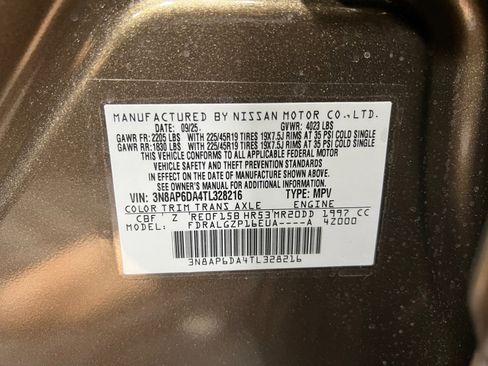 MANUFACTURED BY NISSAN MOTOR CO.,LTD.
DATE: 09/25 GVWR: 4023 LBS
GAWR FR: 2205 LBS WITH 225/45R19 TIRES 19X7.5J RIMS AT 35 PSI COLD SINGLE
GAWR RR: 1830 LBS WITH 225/45R19 TIRES 19X7.5J RIMS AT 35 PSI COLD SINGLE
THIS VEHICLE CONFORMS TO ALL APPLICABLE FEDERAL MOTOR
VEHICLE SAFETY AND THEFT PREVENTION
STANDARDS IN EFFECT ON THE DATE OF MANUFACTURE SHOWN ABOVE.
SEE OWNER'S MANUAL FOR ADDITIONAL INFORMATION.
VIN: 3N8AP6DA4TL328216 TYPE: MPV
COLOR TRIM TRANS AXLE ENGINE
CBF Z RE0F15B HR53 MR20DD 1997 CC
MODEL: FDRALGZP16EUA----A 4Z000
3N8AP6DA4TL328216